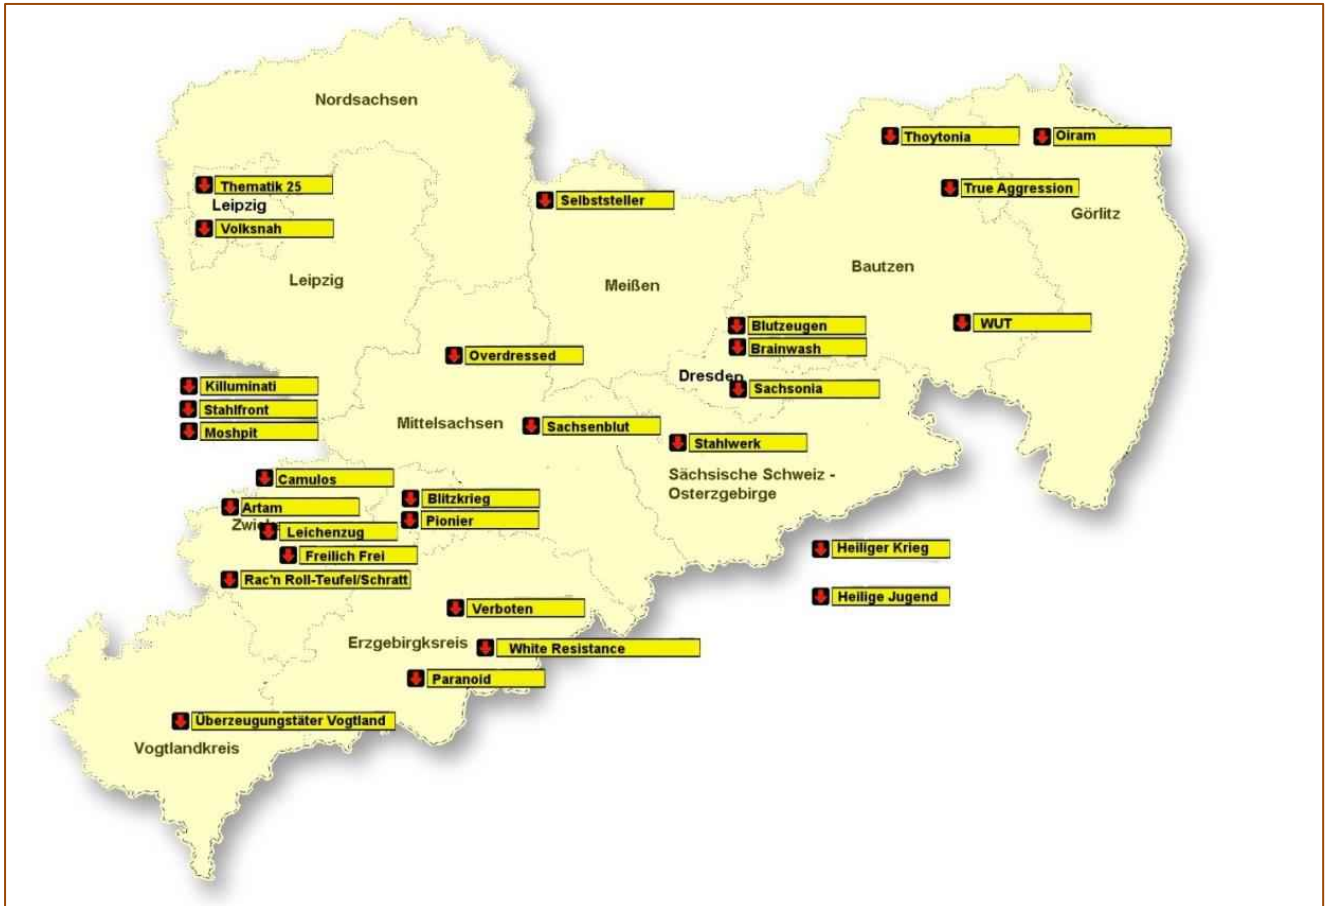 Nordsachsen
Thoytonia
Oiram
Thematik 25
True Aggression
Leipzig
Selbststeller
Görlitz
Volksnah
Bautzen
Leipzig
Meißen
Blutzeugen
WUT
Brainwash
Overdressed
Dresden
Killuminati
Sachsonia
Stahlfront
Mittelsachsen
Sachsenblut
Moshpit
Stahlwerk
Sächsische Schweiz -
Osterzgebirge
Camulos
Blitzkrieg
Artam
Pionier
Leichenzug
Freilich Frei
Heiliger Krieg
Rac'n Roll-Teufel/Schratt
Heilige Jugend
Verboten
Erzgebirgksreis
White Resistance
Paranoid
Überzeugungstäter Vogtland
Vogtlandkreis